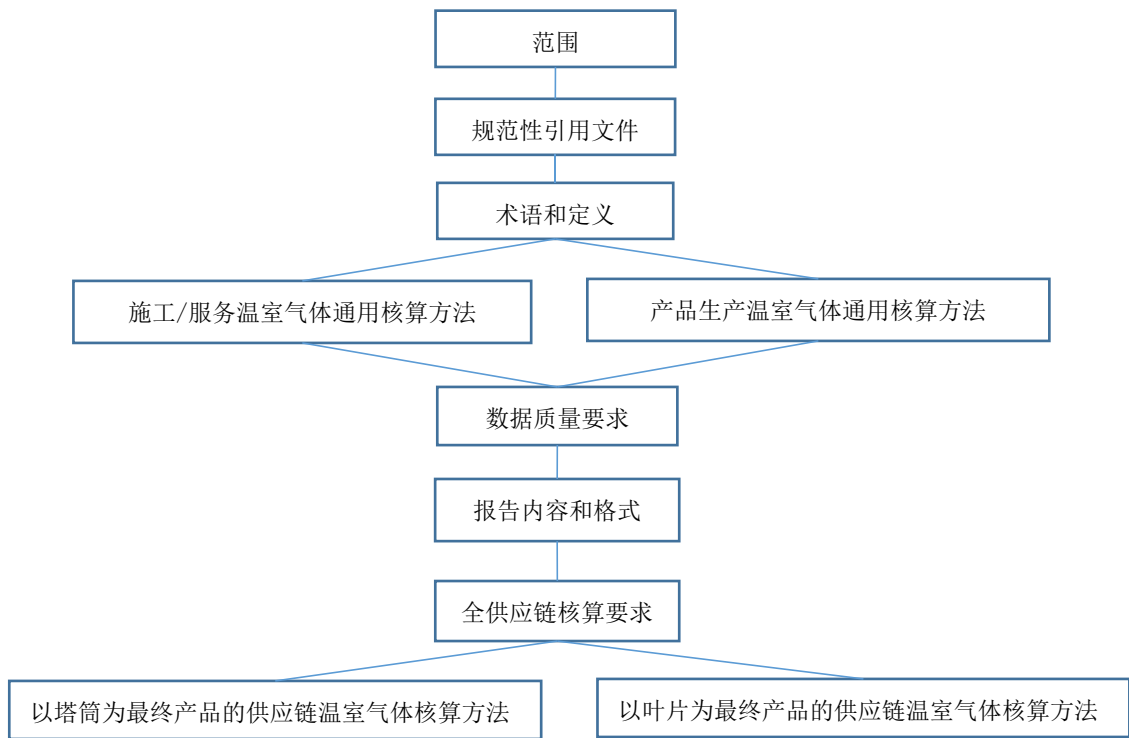 范围
规范性引用文件
术语和定义
施工/服务温室气体通用核算方法
产品生产温室气体通用核算方法
数据质量要求
报告内容和格式
全供应链核算要求
以塔筒为最终产品的供应链温室气体核算方法
以叶片为最终产品的供应链温室气体核算方法